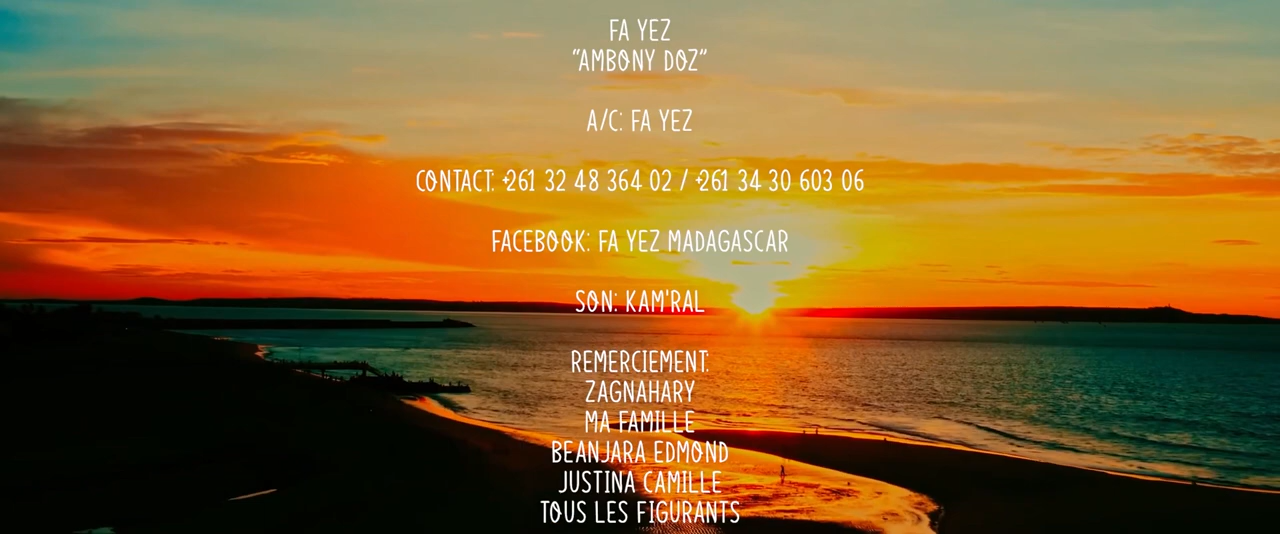 FA YEZ
"AMBONY DOZ"
A/C: FA YEZ
CONTACT: +261 32 48 364 02 / +261 34 30 603 06
FACEBOOK: FA YEZ MADAGASCAR
SON: KAM'RAL
REMERCIEMENT:
ZAGNAHARY
MA FAMILLE
BEANJARA EDMOND
JUSTINA CAMILLE
TOUS LES FIGURANTS